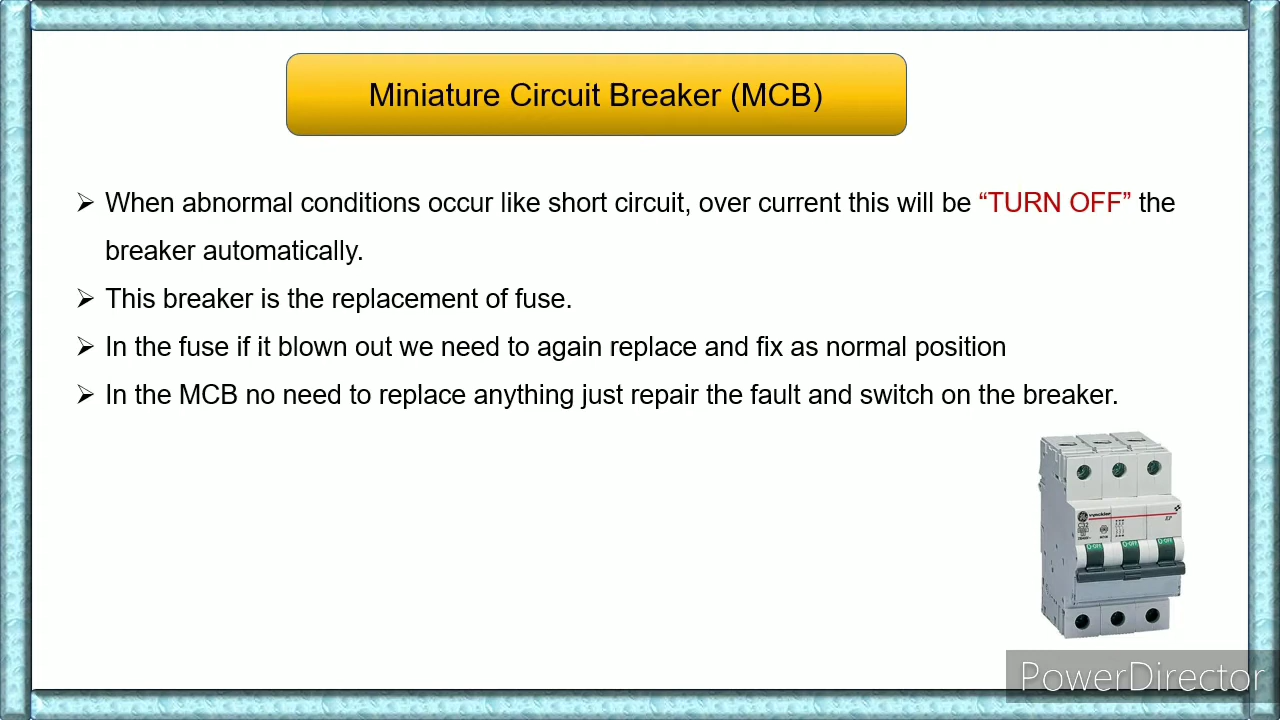 Miniature Circuit Breaker (MCB)
When abnormal conditions occur like short circuit, over current this will be “TURN OFF” the
breaker automatically.
This breaker is the replacement of fuse.
In the fuse if it blown out we need to again replace and fix as normal position
In the MCB no need to replace anything just repair the fault and switch on the breaker.
O-OFF O-OFF O-OFF
PowerDirector